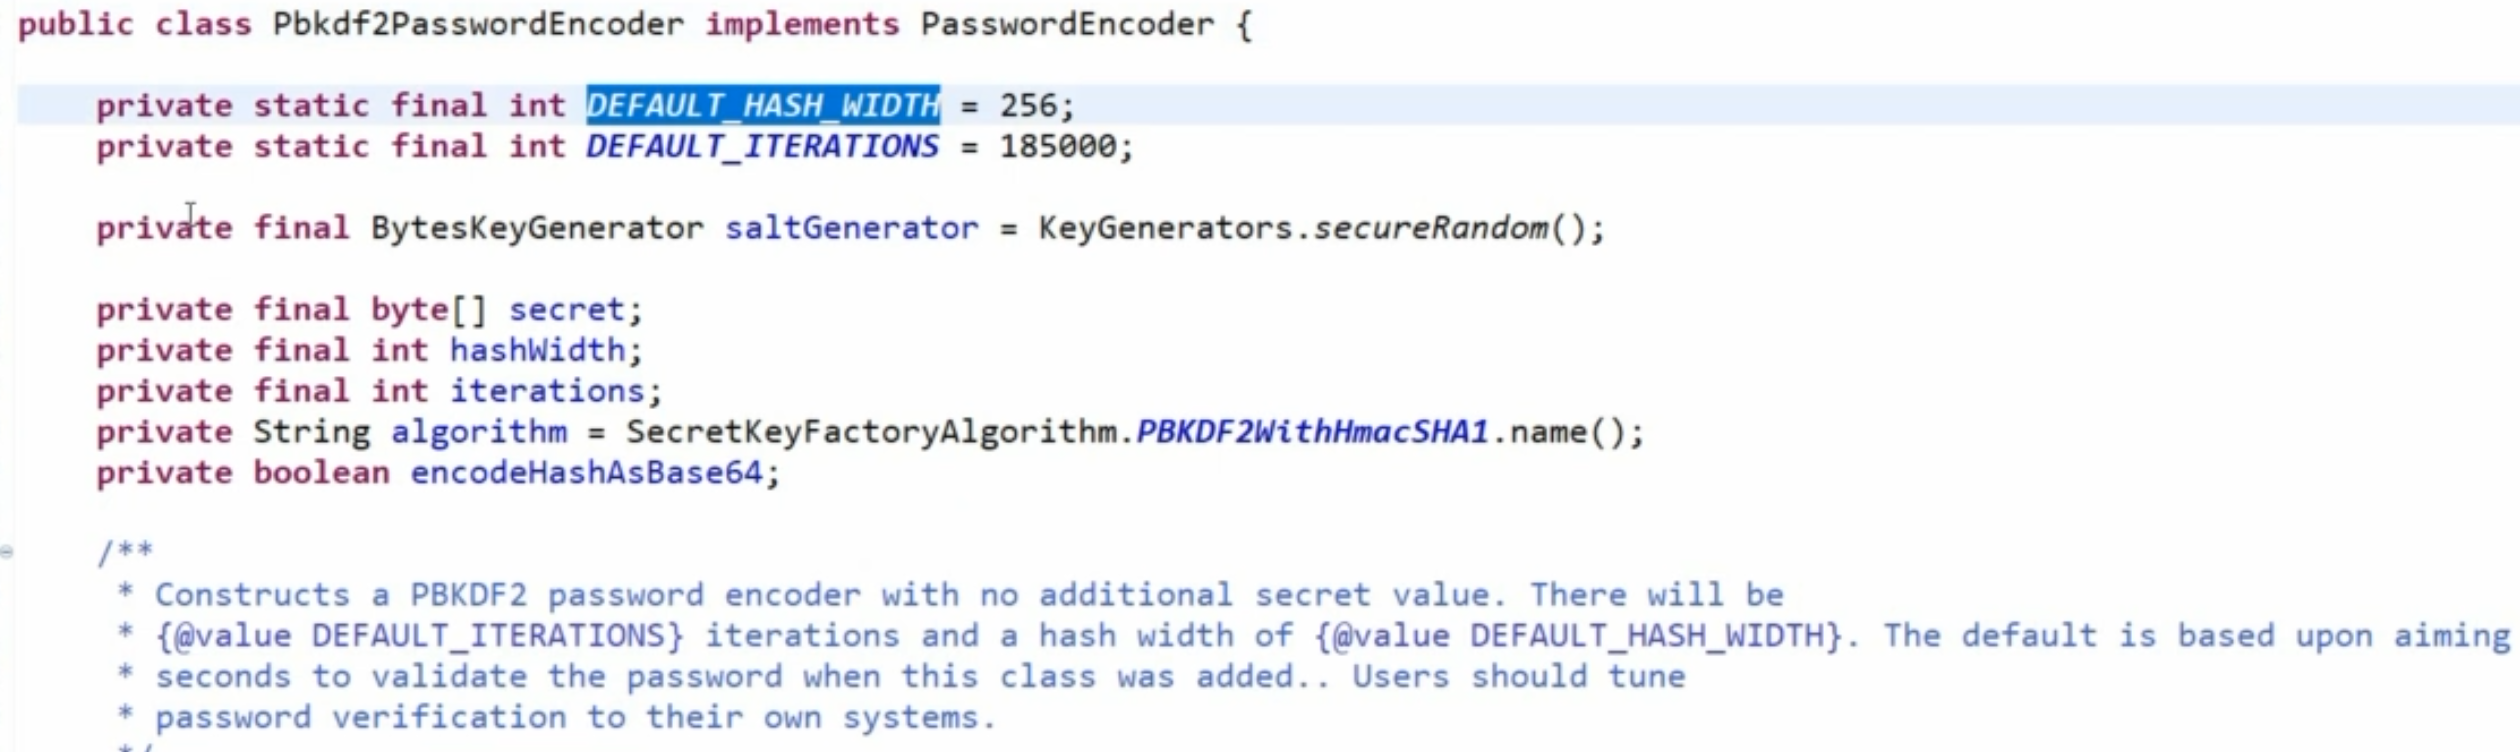 public class Pbkdf2PasswordEncoder implements PasswordEncoder {
private static final int DEFAULT_HASH_WIDTH = 256;
private static final int DEFAULT_ITERATIONS = 185000;
private final BytesKeyGenerator saltGenerator = KeyGenerators.secureRandom();
private final byte[] secret;
private final int hashWidth;
private final int iterations;
private String algorithm = SecretKeyFactoryAlgorithm.PBKDF2WithHmacSHA1.name();
private boolean encodeHashAsBase64;
/**
* Constructs a PBKDF2 password encoder with no additional secret value. There will be
* {@value DEFAULT_ITERATIONS} iterations and a hash width of {@value DEFAULT_HASH_WIDTH}. The default is based upon aiming
* seconds to validate the password when this class was added.. Users should tune
* password verification to their own systems.
*/